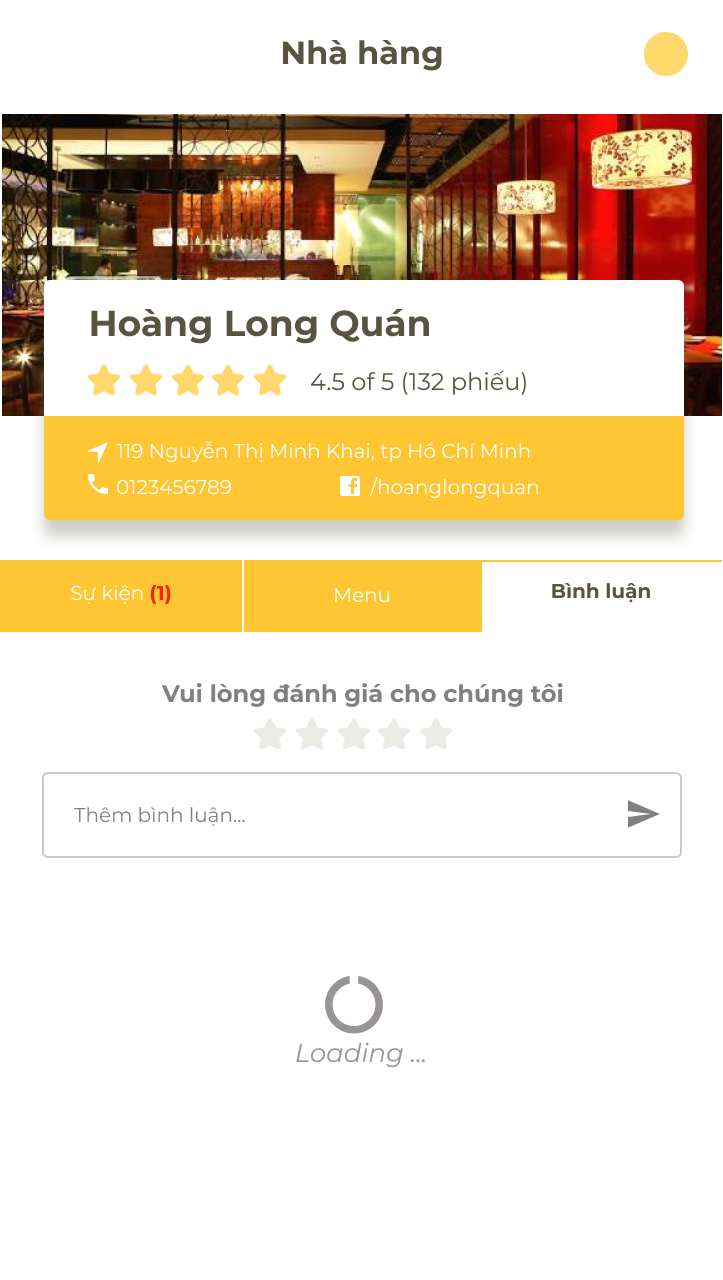 Nhà hàng
Hoàng Long Quán
4.5 of 5 (132 phiếu)
119 Nguyễn Thị Minh Khai, tp Hồ Chí Minh
0123456789 /hoanglongquan
Sự kiện (1) Menu Bình luận
Vui lòng đánh giá cho chúng tôi
Thêm bình luận...
Loading ...